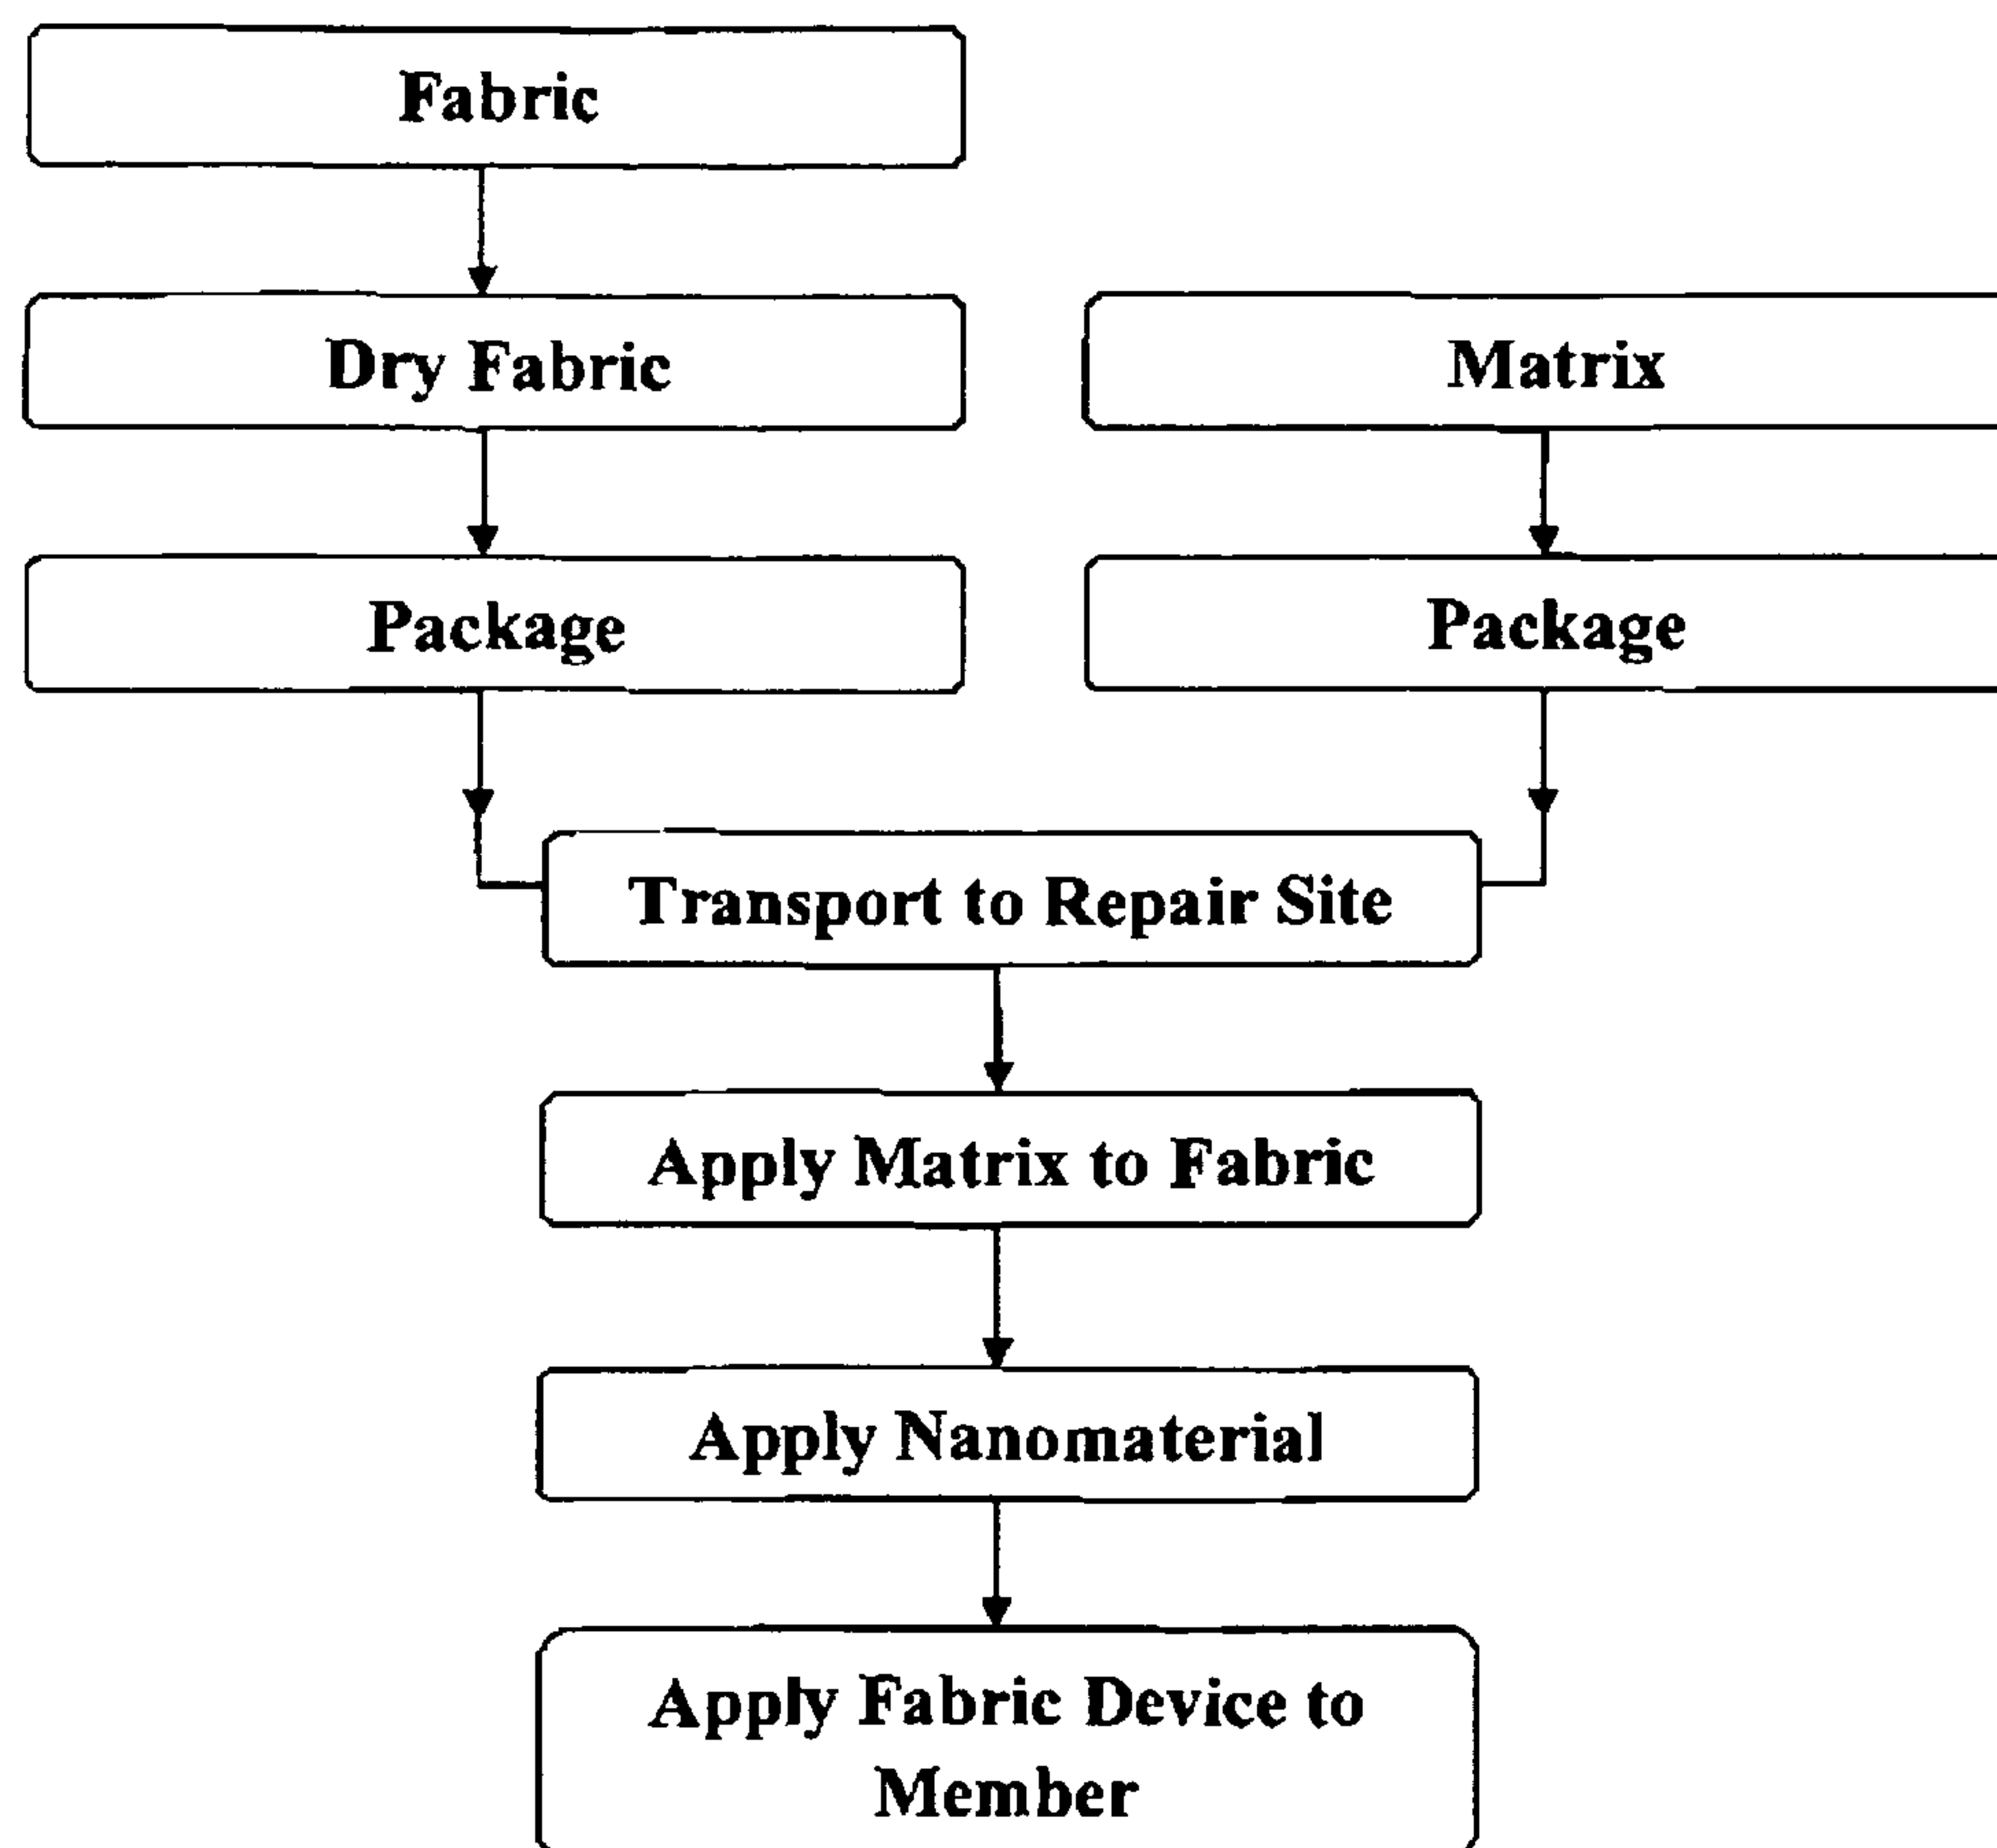 Fabric
Dry Fabric
Matrix
Package
Package
Transport to Repair Site
Apply Matrix to Fabric
Apply Nanomaterial
Apply Fabric Device to
Member